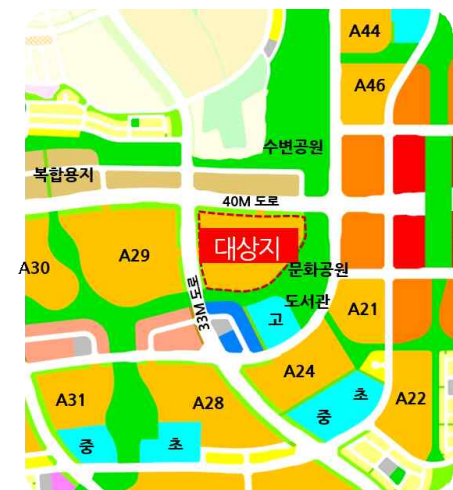 A44
A46
수변공원
복합용지
40M 도로
대상지
A29
A30
문화공원
33M 도로
도서관
고
A21
A24
A31
A28
초
중
A22
중
초